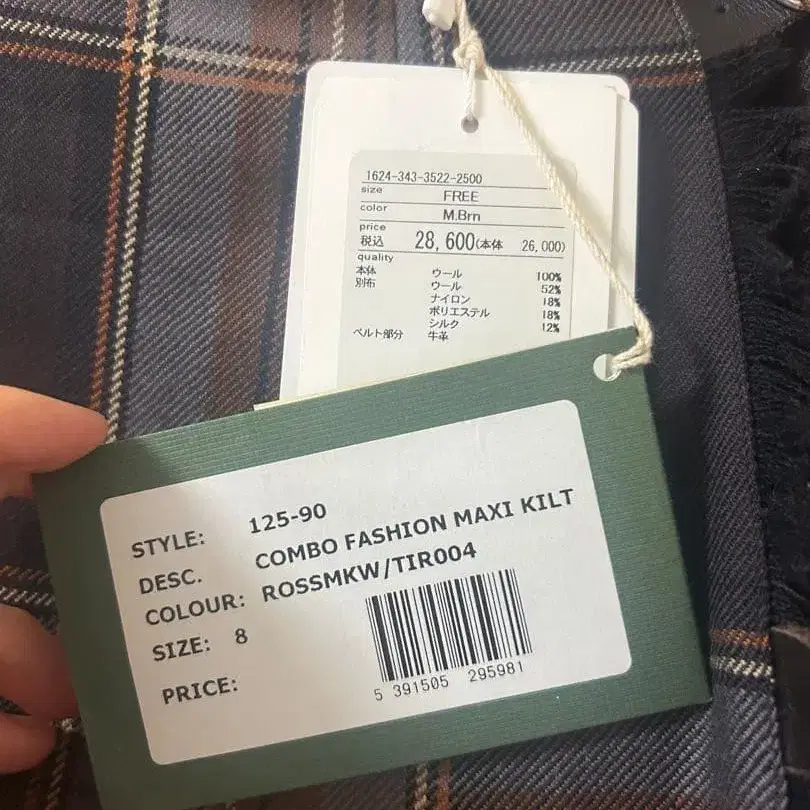 1624-343-3522-2500
size FREE
color M.Brn
price
税込 28,600(本体 26,000)
quality
本体 ウール 100%
別布 ウール 52%
ナイロン 18%
ポリエステル 18%
シルク 12%
ベルト部分 牛革
STYLE: 125-90
DESC. COMBO FASHION MAXI KILT
COLOUR: ROSSMKW/TIR004
SIZE: 8
PRICE:
5 391505 295981